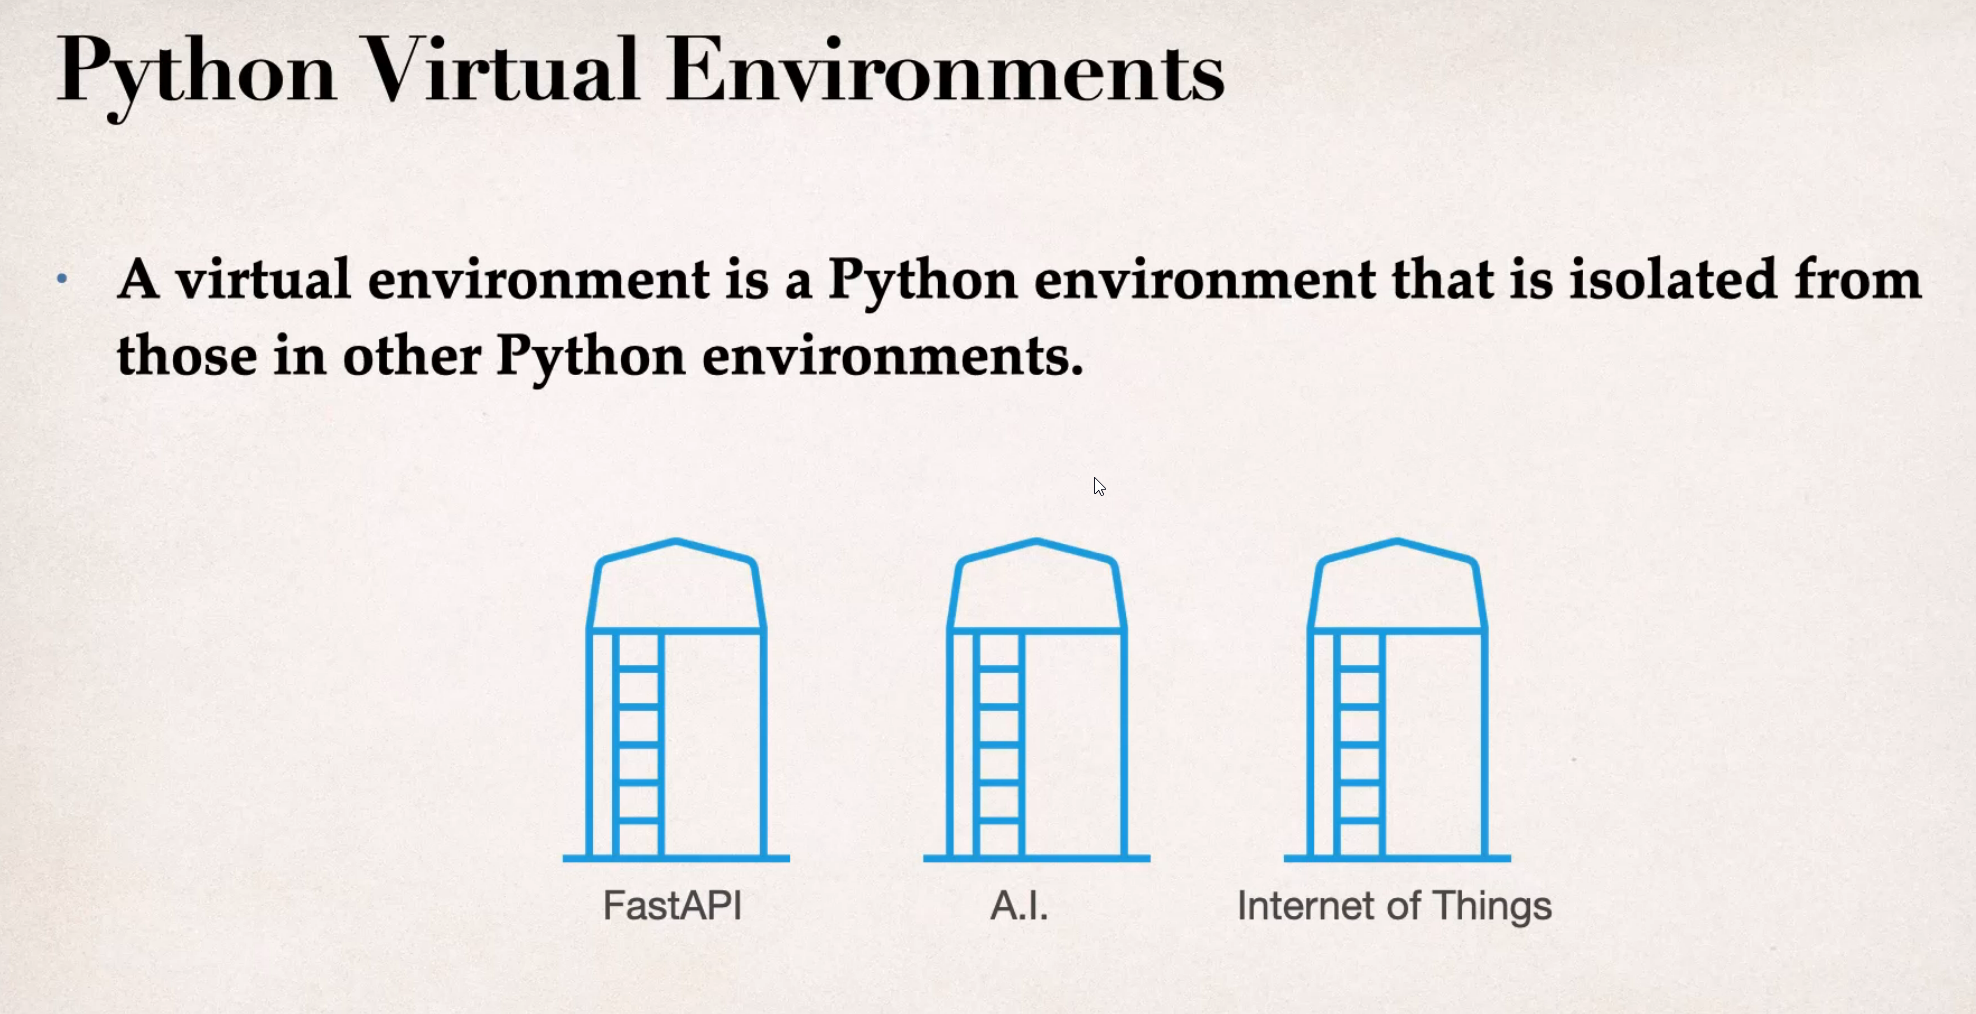 Python Virtual Environments
• A virtual environment is a Python environment that is isolated from
those in other Python environments.
FastAPI
A.I.
Internet of Things